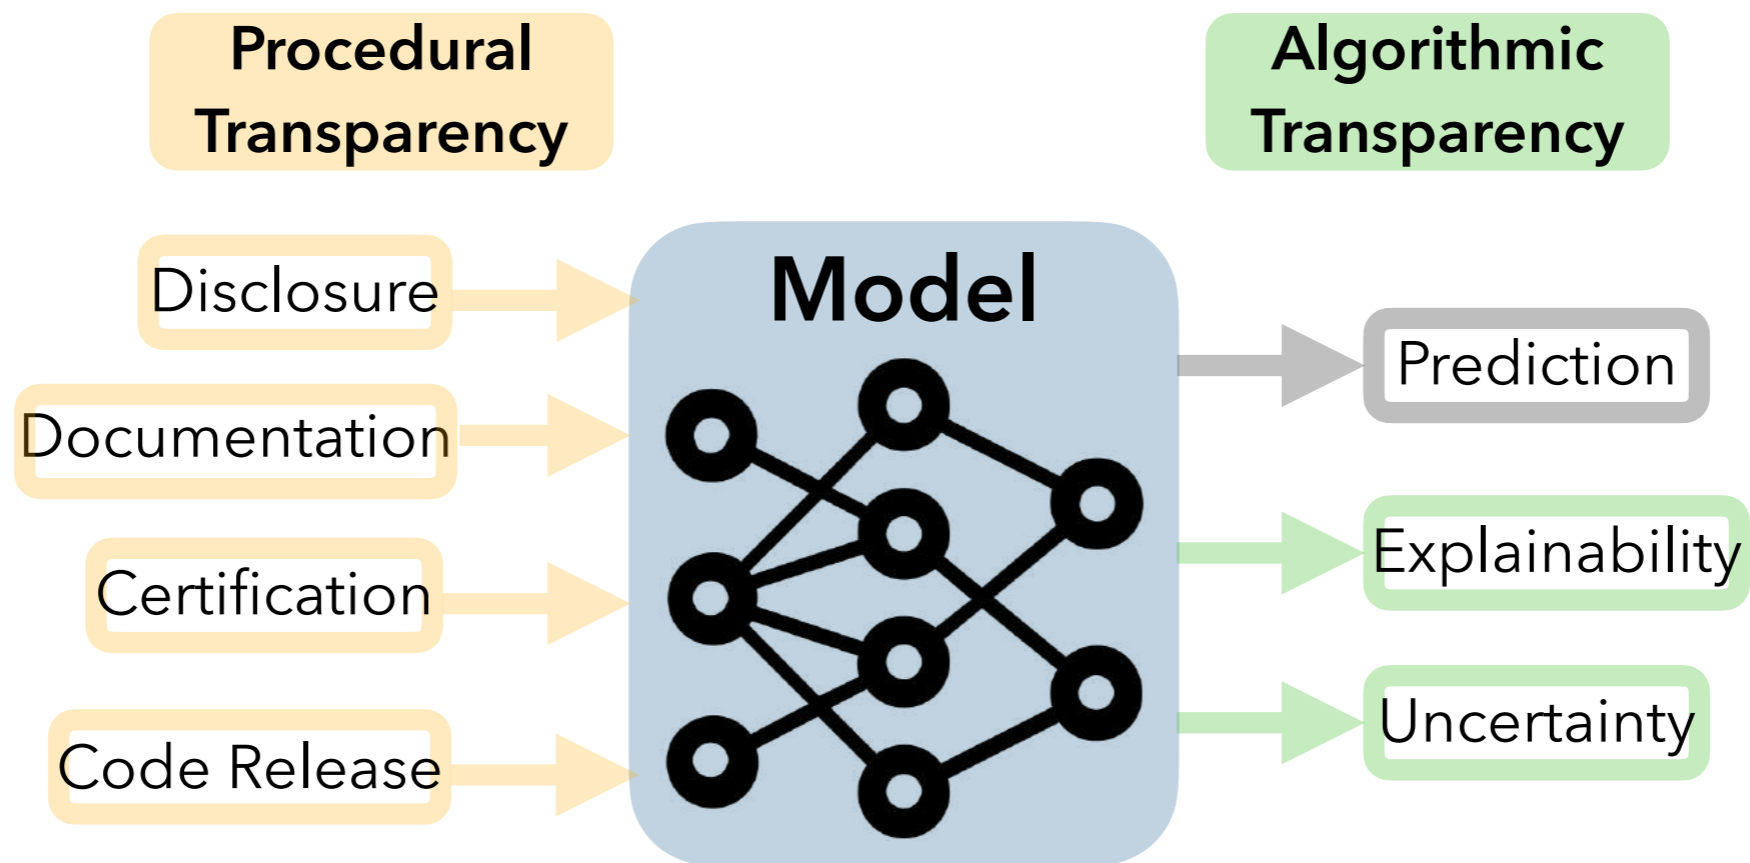 Procedural
Transparency
Algorithmic
Transparency
Disclosure
Documentation
Certification
Code Release
Model
Prediction
Explainability
Uncertainty